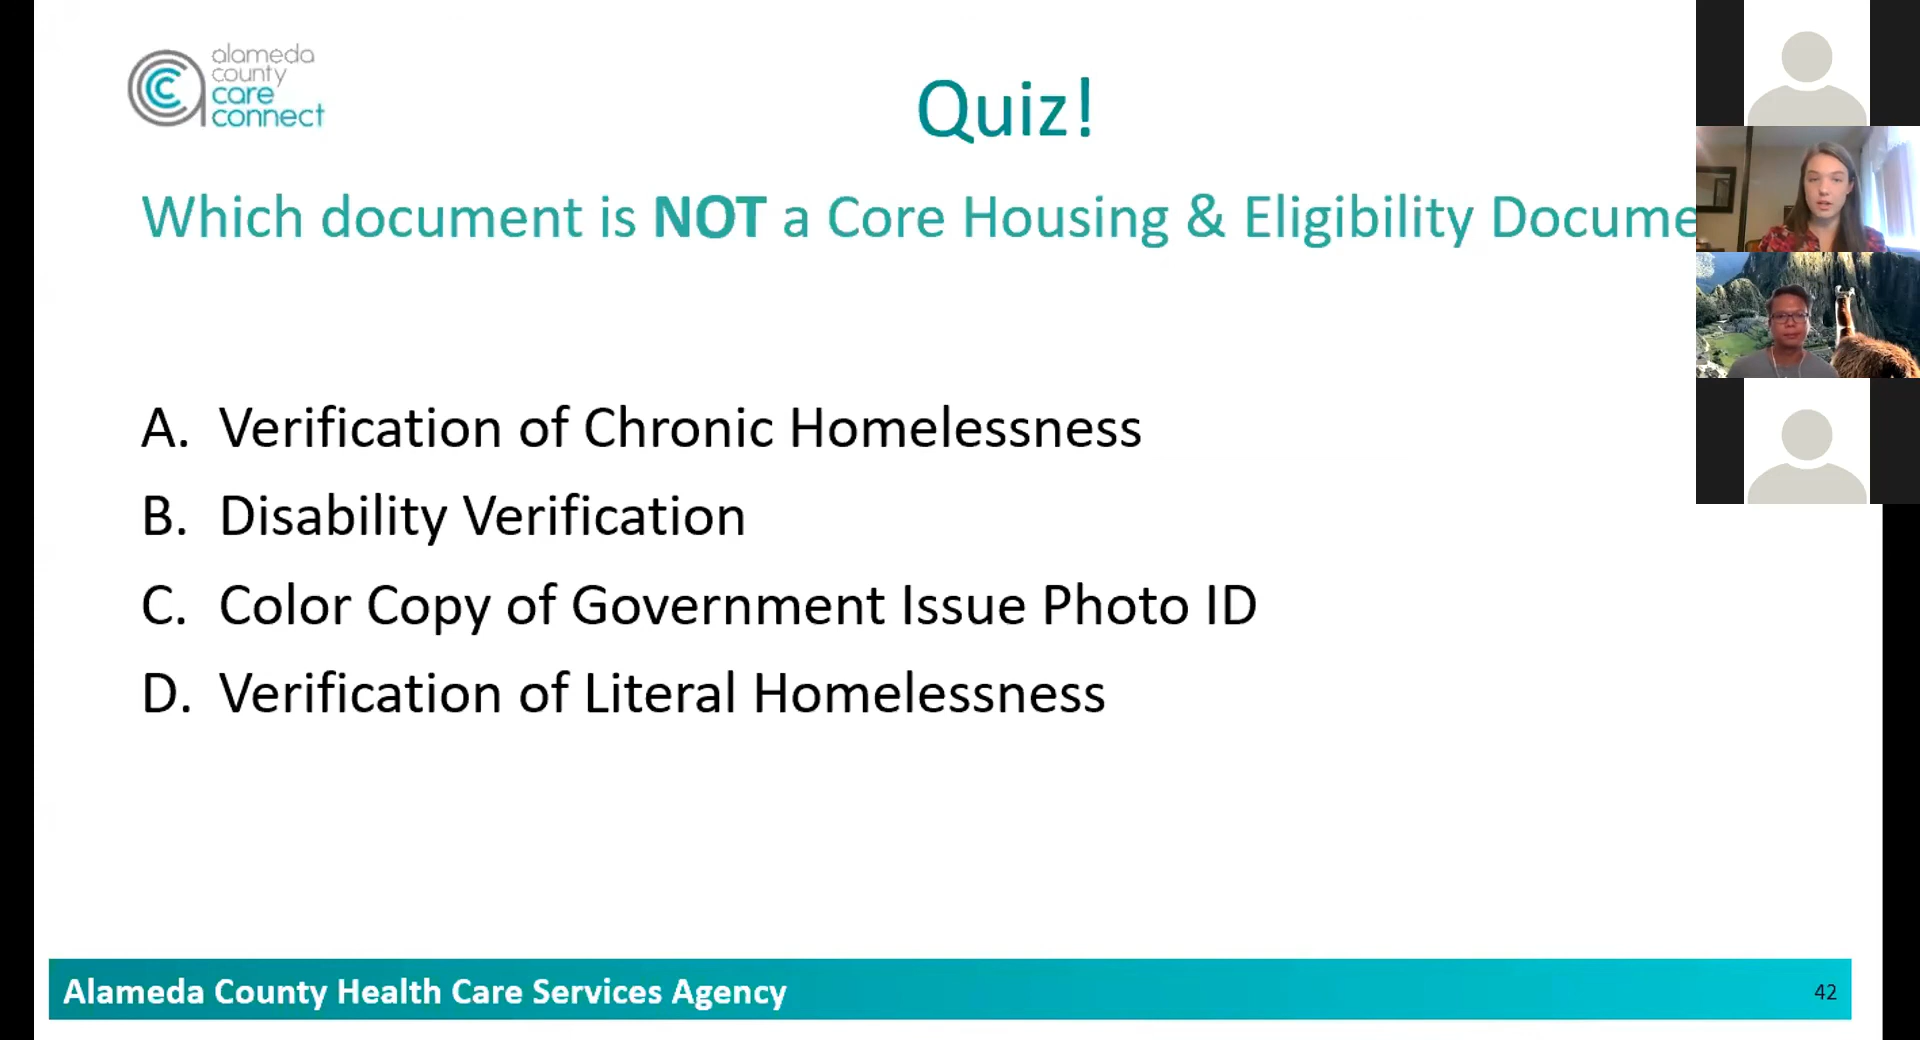 alameda
county
care
connect
Quiz!
Which document is NOT a Core Housing & Eligibility Docume
A. Verification of Chronic Homelessness
B. Disability Verification
C. Color Copy of Government Issue Photo ID
D. Verification of Literal Homelessness
Alameda County Health Care Services Agency
42